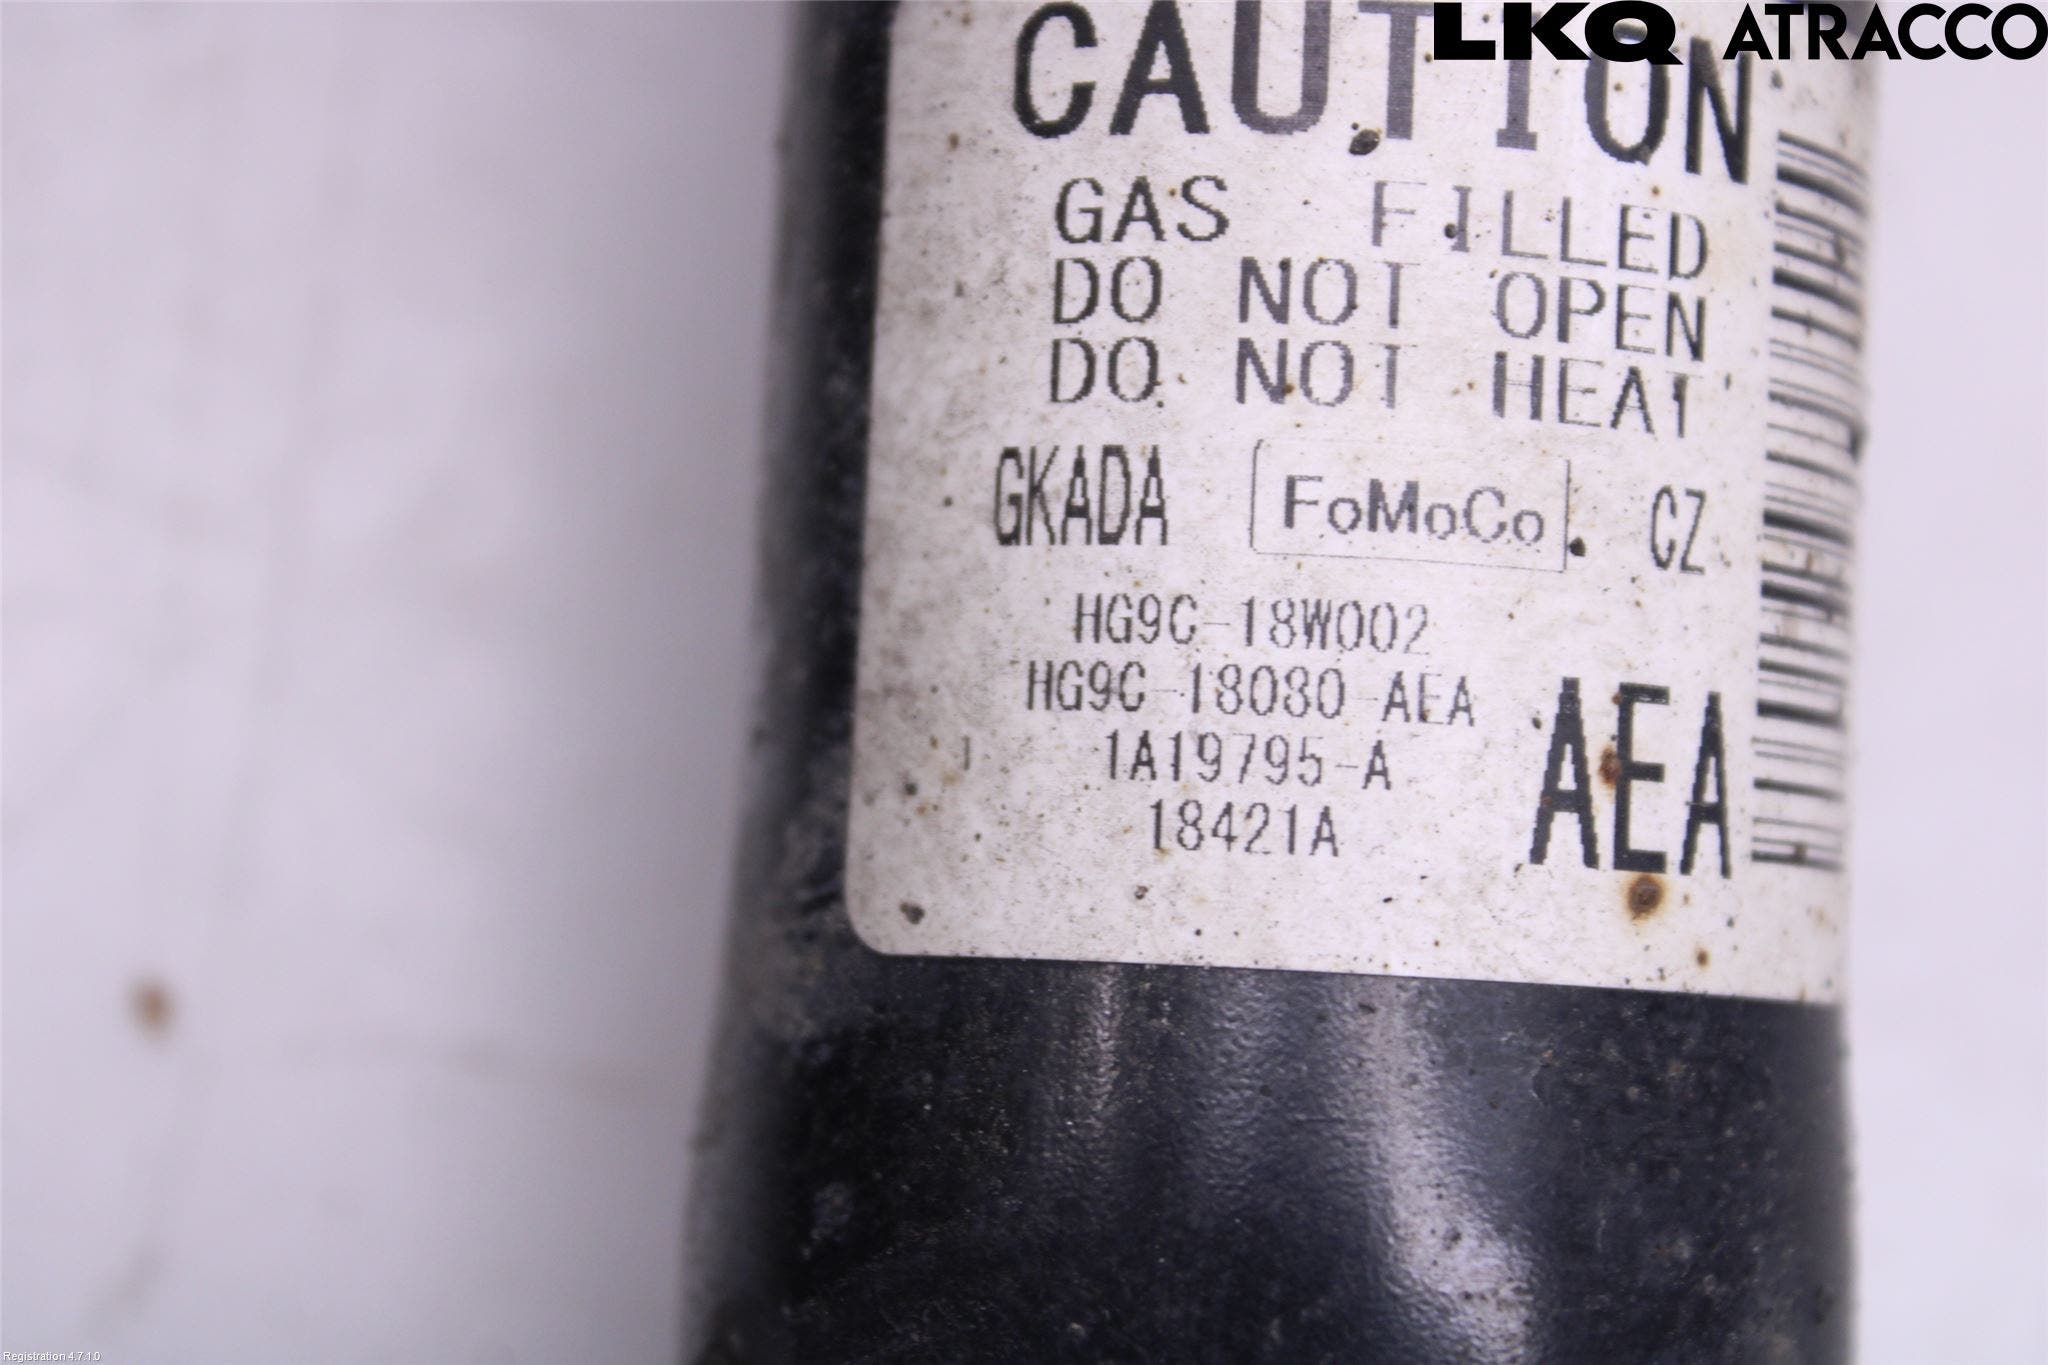 LKQ ATRACCO
CAUTION
GAS FILLED
DO NOT OPEN
DO NOT HEAT
GKADA FoMoCo CZ
HG9C-18W002
HG9C-18080-AEA
1A19795-A
18421A
AEA
Registration 4.7.1.0